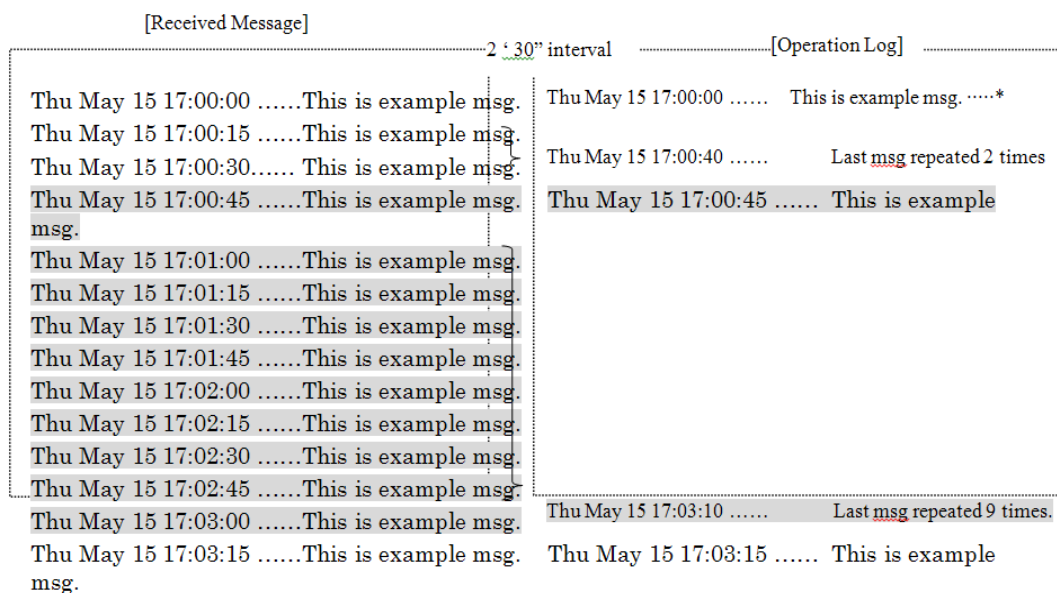 [Received Message]
2 ‘ 30” interval
[Operation Log]
Thu May 15 17:00:00 ……This is example msg.
Thu May 15 17:00:00 …… This is example msg. ·····*
Thu May 15 17:00:15 ……This is example msg.
Thu May 15 17:00:30…… This is example msg.
Thu May 15 17:00:40 …… Last msg repeated 2 times
Thu May 15 17:00:45 ……This is example msg.
Thu May 15 17:00:45 …… This is example
msg.
Thu May 15 17:01:00 ……This is example msg.
Thu May 15 17:01:15 ……This is example msg.
Thu May 15 17:01:30 ……This is example msg.
Thu May 15 17:01:45 ……This is example msg.
Thu May 15 17:02:00 ……This is example msg.
Thu May 15 17:02:15 ……This is example msg.
Thu May 15 17:02:30 ……This is example msg.
Thu May 15 17:02:45 ……This is example msg.
Thu May 15 17:03:00 ……This is example msg.
Thu May 15 17:03:10 …… Last msg repeated 9 times.
Thu May 15 17:03:15 ……This is example msg.
Thu May 15 17:03:15 …… This is example
msg.